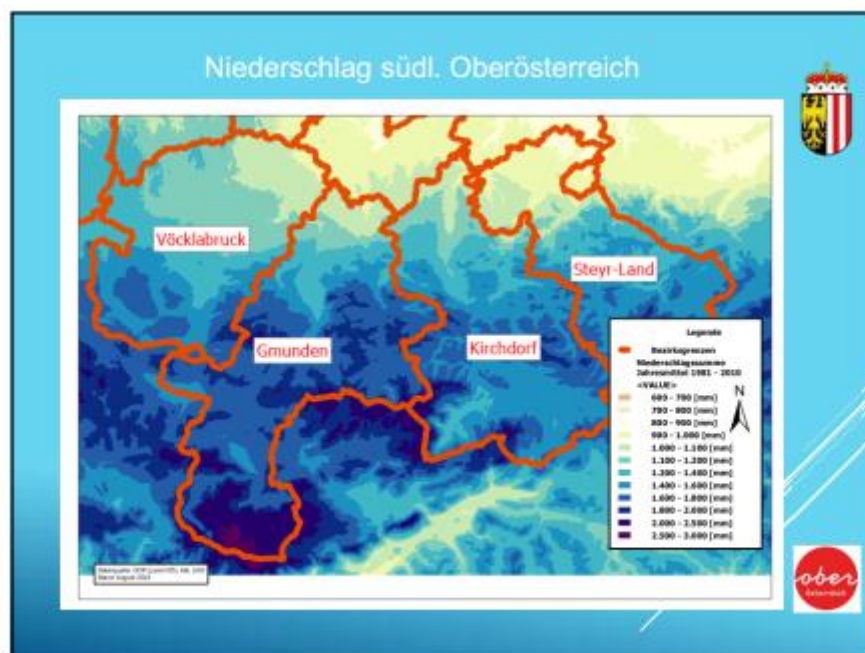 Niederschlag südl. Oberösterreich
Vöcklabruck
Steyr-Land
Gmunden
Kirchdorf
Legende
Bezirksgrenzen
Niederschlagssumme
Jahresmittel 1981 - 2010
<VALUE>
600 - 700 [mm]
700 - 800 [mm]
800 - 900 [mm]
900 - 1.000 [mm]
1.000 - 1.100 [mm]
1.100 - 1.200 [mm]
1.200 - 1.400 [mm]
1.400 - 1.600 [mm]
1.600 - 1.800 [mm]
1.800 - 2.000 [mm]
2.000 - 2.500 [mm]
2.500 - 3.000 [mm]
N
ober
österreich